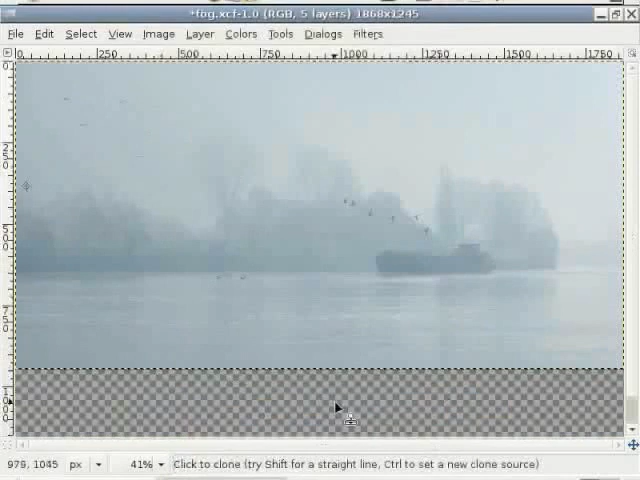 *fog.xcf-1.0 (RGB, 5 layers) 1868x1245
File Edit Select View Image Layer Colors Tools Dialogs Filters
0 250 500 750 1000 1250 1500 1750
979, 1045 px 41% Click to clone (try Shift for a straight line, Ctrl to set a new clone source)